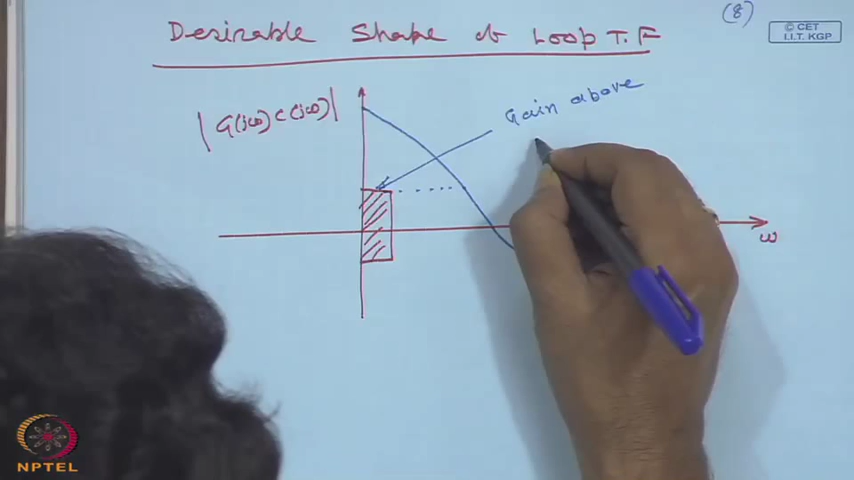 (8)
© CET
I.I.T. KGP
Desirable Shape of Loop T.F
|G(jω)C(jω)|
Gain above
ω
NPTEL